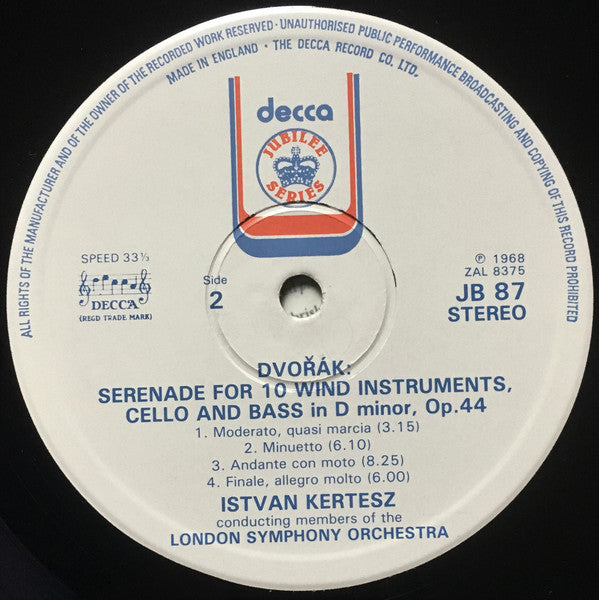 ALL RIGHTS OF THE MANUFACTURER AND OF THE OWNER OF THE RECORDED WORK RESERVED · UNAUTHORISED PUBLIC PERFORMANCE BROADCASTING AND COPYING OF THIS RECORD PROHIBITED
MADE IN ENGLAND · THE DECCA RECORD CO. LTD.
decca
JUBILEE
SERIES
SPEED 33⅓
DECCA
(REGD TRADE MARK)
Side
2
℗ 1968
ZAL 8375
JB 87
STEREO
DVOŘÁK:
SERENADE FOR 10 WIND INSTRUMENTS,
CELLO AND BASS in D minor, Op.44
1. Moderato, quasi marcia (3.15)
2. Minuetto (6.10)
3. Andante con moto (8.25)
4. Finale, allegro molto (6.00)
ISTVAN KERTESZ
conducting members of the
LONDON SYMPHONY ORCHESTRA